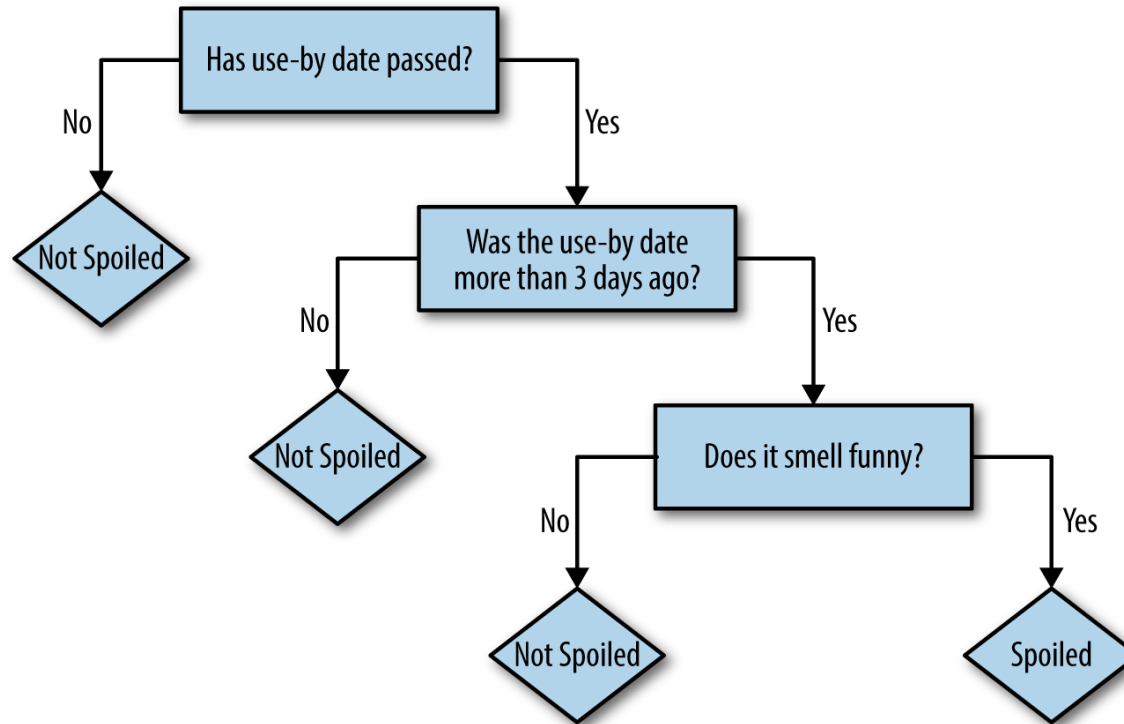 Has use-by date passed?
No
Yes
Not Spoiled
Was the use-by date
more than 3 days ago?
No
Yes
Not Spoiled
Does it smell funny?
No
Yes
Not Spoiled
Spoiled